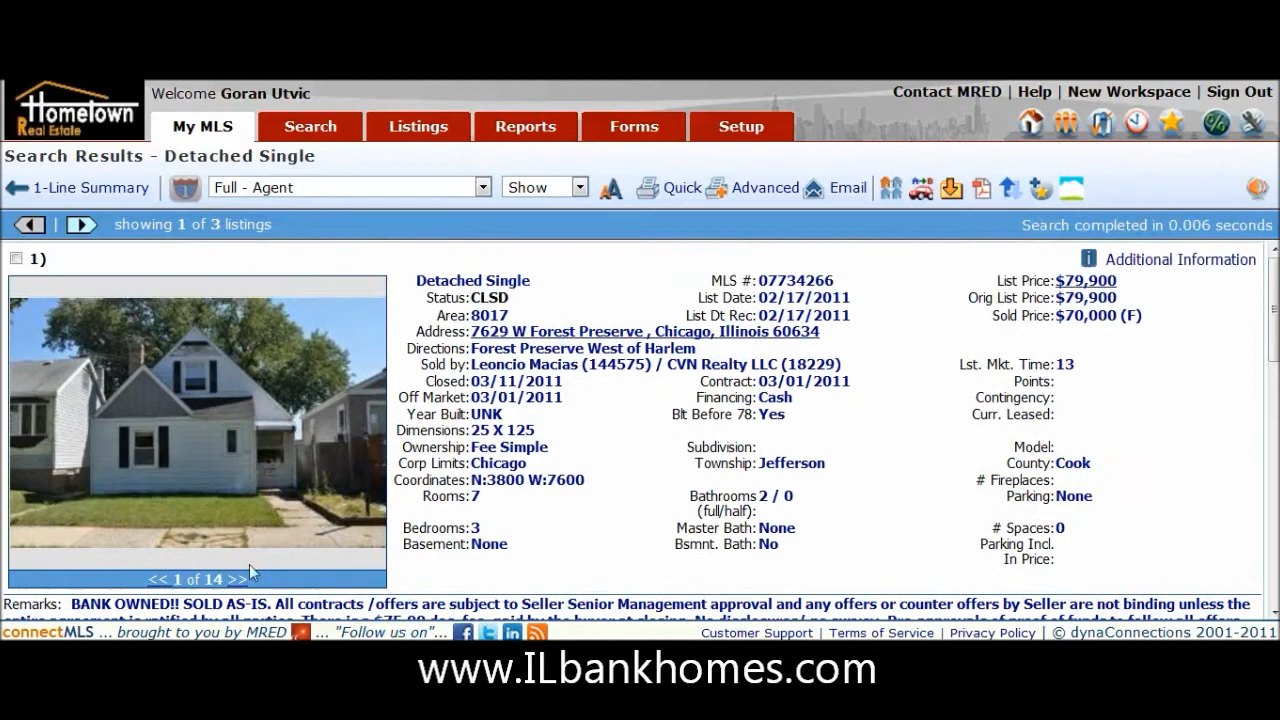 Hometown
Real Estate
Welcome Goran Utvic
Contact MRED | Help | New Workspace | Sign Out
My MLS Search Listings Reports Forms Setup
Search Results - Detached Single
1-Line Summary Full - Agent Show AA Quick Advanced Email
showing 1 of 3 listings Search completed in 0.006 seconds
1) i Additional Information
Detached Single MLS #: 07734266 List Price: $79,900
Status: CLSD List Date: 02/17/2011 Orig List Price: $79,900
Area: 8017 List Dt Rec: 02/17/2011 Sold Price: $70,000 (F)
Address: 7629 W Forest Preserve , Chicago, Illinois 60634
Directions: Forest Preserve West of Harlem
Sold by: Leoncio Macias (144575) / CVN Realty LLC (18229) Lst. Mkt. Time: 13
Closed: 03/11/2011 Contract: 03/01/2011 Points:
Off Market: 03/01/2011 Financing: Cash Contingency:
Year Built: UNK Blt Before 78: Yes Curr. Leased:
Dimensions: 25 X 125
Ownership: Fee Simple Subdivision: Model:
Corp Limits: Chicago Township: Jefferson County: Cook
Coordinates: N:3800 W:7600 # Fireplaces:
Rooms: 7 Bathrooms 2 / 0 Parking: None
(full/half):
Bedrooms: 3 Master Bath: None # Spaces: 0
Basement: None Bsmnt. Bath: No Parking Incl.
In Price:
<< 1 of 14 >>
Remarks: BANK OWNED!! SOLD AS-IS. All contracts /offers are subject to Seller Senior Management approval and any offers or counter offers by Seller are not binding unless the
connectMLS ... brought to you by MRED ... "Follow us on"... Customer Support | Terms of Service | Privacy Policy | © dynaConnections 2001-2011
www.ILbankhomes.com